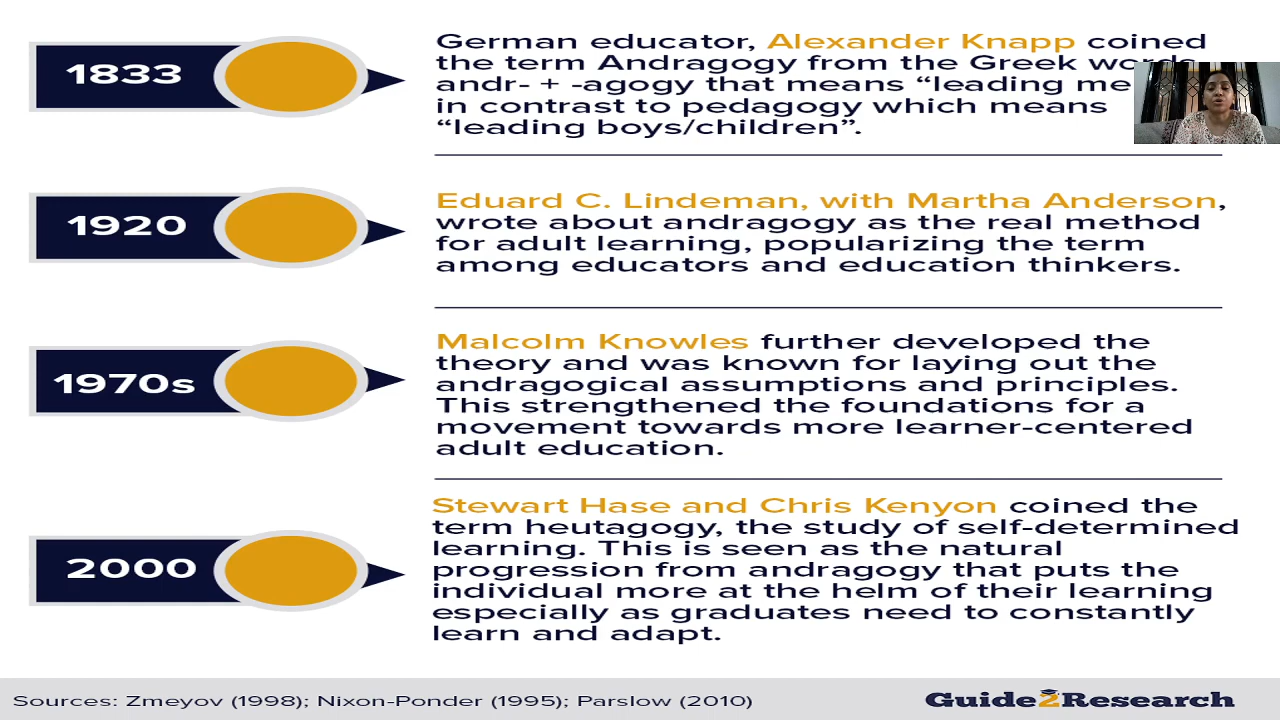 1833
German educator, Alexander Knapp coined
the term Andragogy from the Greek words
andr- + -agogy that means “leading
in contrast to pedagogy which means
“leading boys/children”.
1920
Eduard C. Lindeman, with Martha Anderson,
wrote about andragogy as the real method
for adult learning, popularizing the term
among educators and education thinkers.
1970s
Malcolm Knowles further developed the
theory and was known for laying out the
andragogical assumptions and principles.
This strengthened the foundations for a
movement towards more learner-centered
adult education.
2000
Stewart Hase and Chris Kenyon coined the
term heutagogy, the study of self-determined
learning. This is seen as the natural
progression from andragogy that puts the
individual more at the helm of their learning
especially as graduates need to constantly
learn and adapt.
Sources: Zmeyov (1998); Nixon-Ponder (1995); Parslow (2010)
Guide2Research